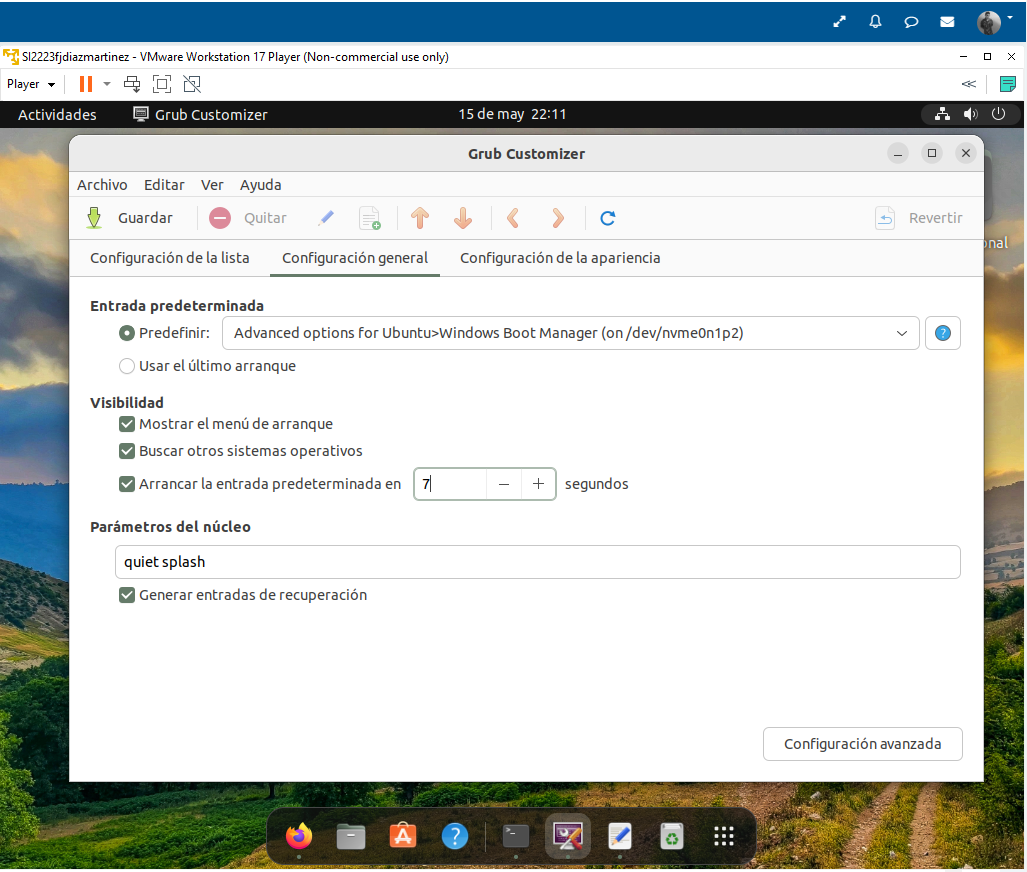 SI2223fjdiazmartinez - VMware Workstation 17 Player (Non-commercial use only)
Player
Actividades Grub Customizer 15 de may 22:11
Grub Customizer
Archivo Editar Ver Ayuda
Guardar Quitar Revertir
onal
Configuración de la lista Configuración general Configuración de la apariencia
Entrada predeterminada
Predefinir: Advanced options for Ubuntu>Windows Boot Manager (on /dev/nvme0n1p2)
Usar el último arranque
Visibilidad
Mostrar el menú de arranque
Buscar otros sistemas operativos
Arrancar la entrada predeterminada en 7 segundos
Parámetros del núcleo
quiet splash
Generar entradas de recuperación
Configuración avanzada